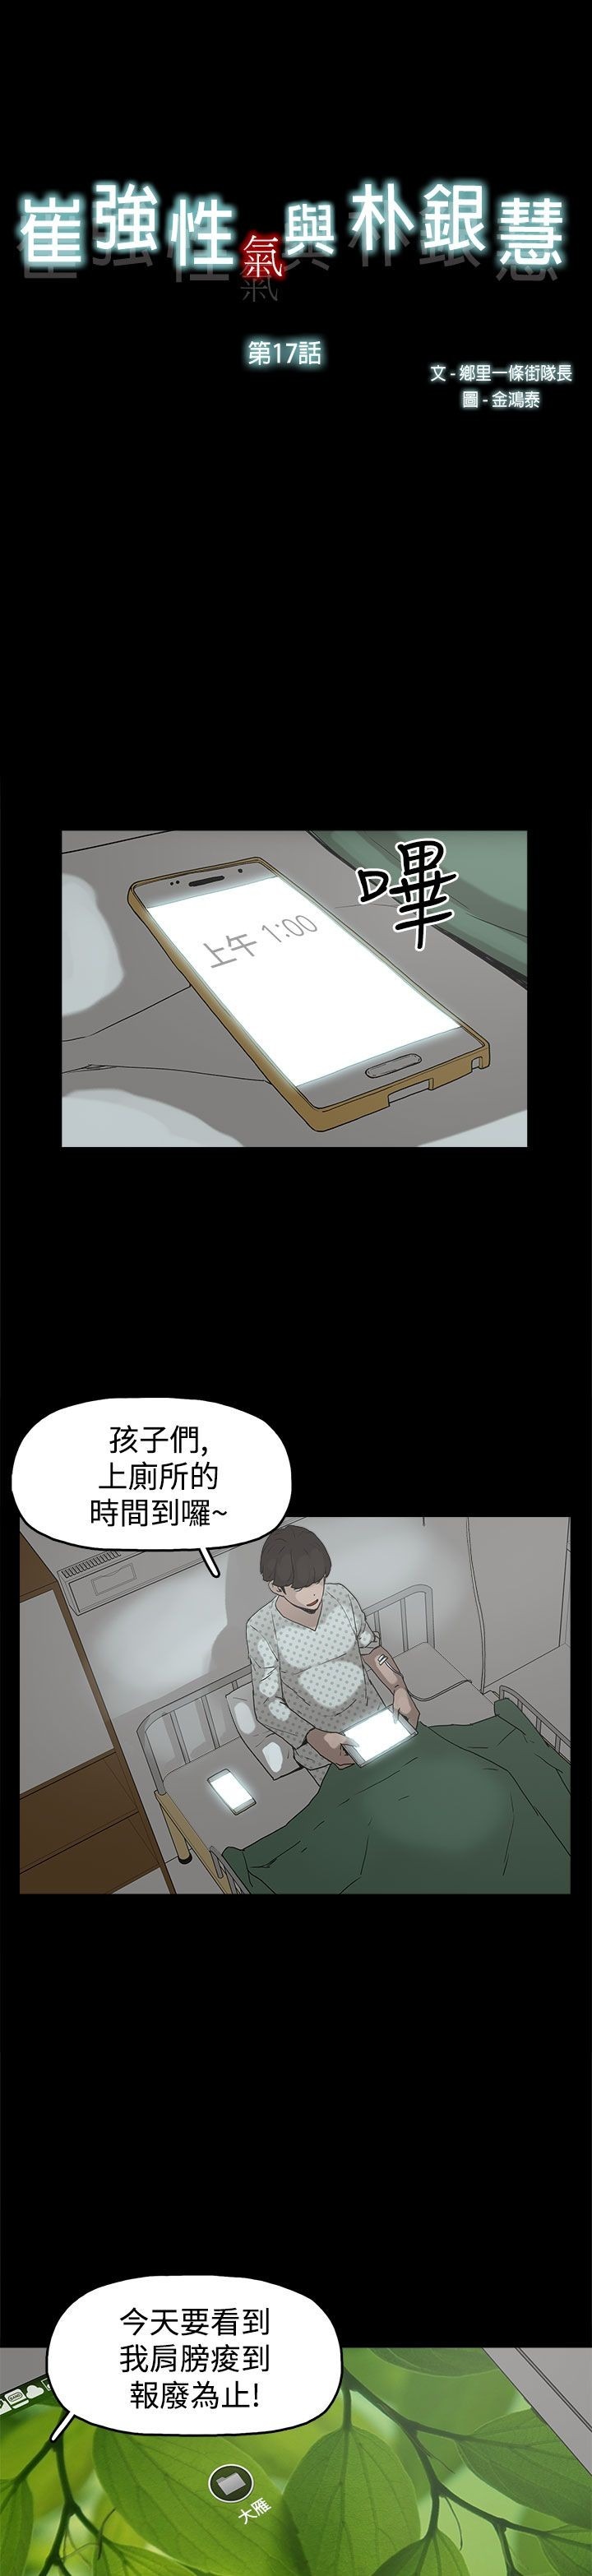 崔強性氣與朴銀慧
第17話
文 - 鄉里一條街隊長
圖 - 金鴻泰
嗶
上午 1:00
孩子們,
上廁所的
時間到囉~
今天要看到
我肩膀痠到
報廢為止!
大雁